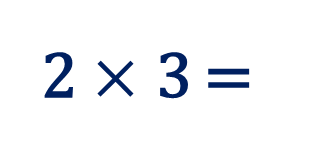 2 × 3 =